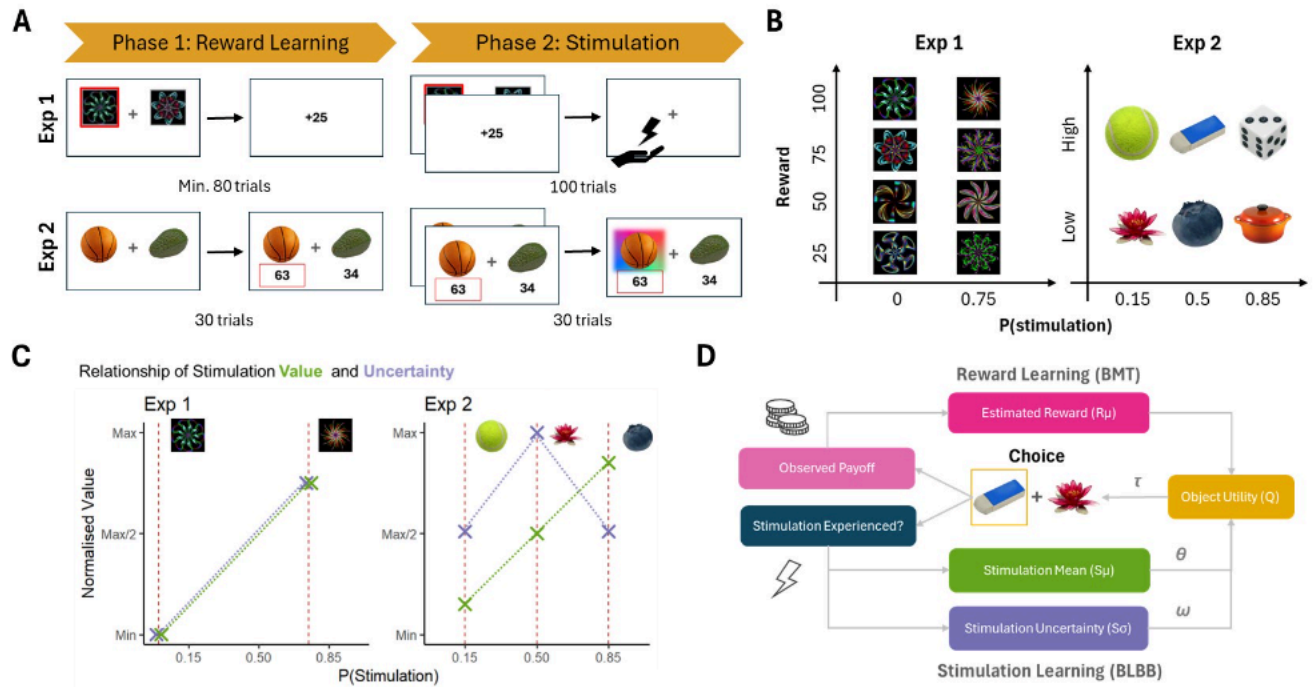 A
Phase 1: Reward Learning
Phase 2: Stimulation
Exp 1
+
+25
+25
+
Min. 80 trials
100 trials
Exp 2
+
+
63
34
+
63
34
+
63
34
30 trials
30 trials
B
Exp 1
Exp 2
Reward
100
75
50
25
High
Low
0
0.75
0.15
0.5
0.85
P(stimulation)
C
Relationship of Stimulation Value and Uncertainty
Exp 1
Exp 2
Normalised Value
Max
Max/2
Min
Max
Max/2
Min
0.15
0.50
0.85
0.15
0.50
0.85
P(Stimulation)
D
Reward Learning (BMT)
Estimated Reward (Rμ)
Choice
Observed Payoff
+
τ
Object Utility (Q)
Stimulation Experienced?
Stimulation Mean (Sμ)
θ
Stimulation Uncertainty (Sσ)
ω
Stimulation Learning (BLBB)